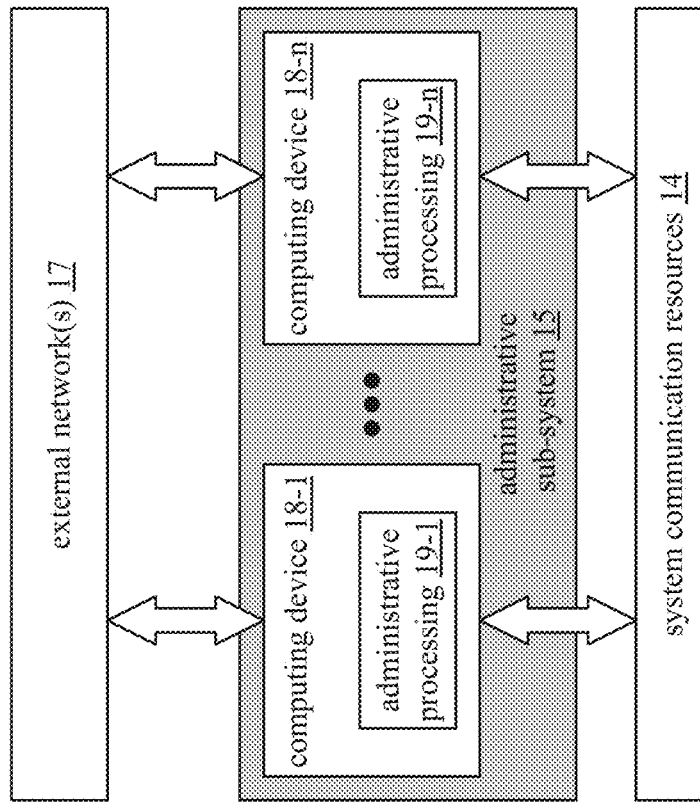 external network(s) 17
computing device 18-1
administrative
processing 19-1
computing device 18-n
administrative
processing 19-n
administrative
sub-system 15
system communication resources 14